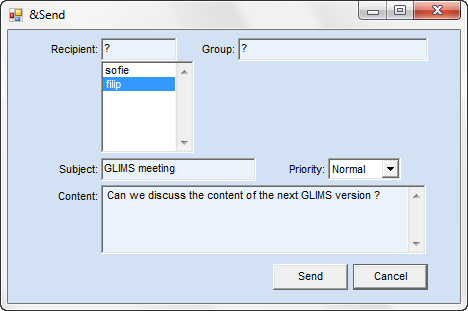 &Send
Recipient: ? Group: ?
sofie
filip
Subject: GLIMS meeting Priority: Normal
Content: Can we discuss the content of the next GLIMS version ?
Send Cancel